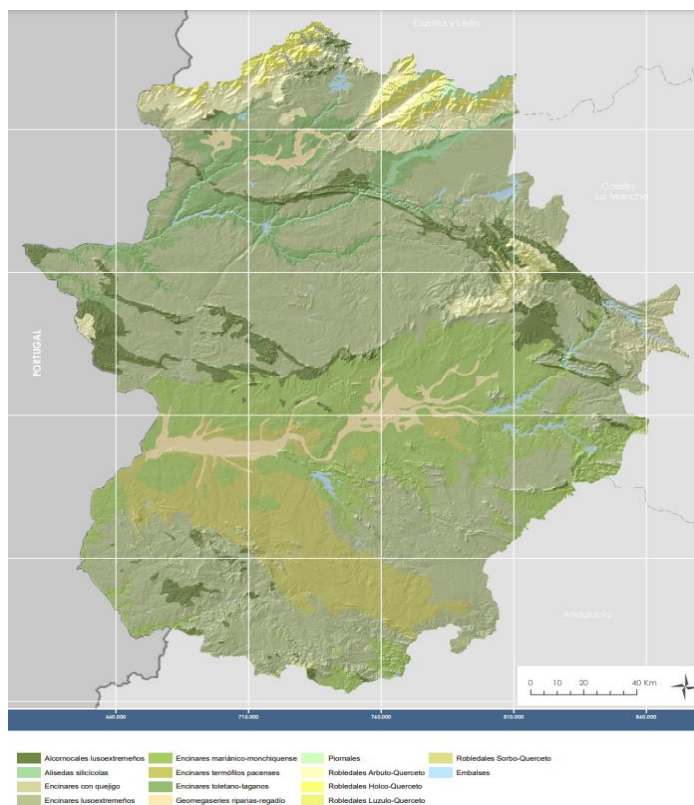 Castilla y León
Castilla -
La Mancha
PORTUGAL
Andalucía
0 10 20 40 Km
660.000 710.000 760.000 810.000 860.000
Alcornocales lusoextremeños Encinares mariánico-monchiquense Piornales Robledales Sorbo-Querceto
Alisedas silicícolas Encinares termófilos pacenses Robledales Arbuto-Querceto Embalses
Encinares con quejigo Encinares toletano-taganos Robledales Holco-Querceto
Encinares lusoextremeños Geomegaseries riparias-regadío Robledales Luzulo-Querceto